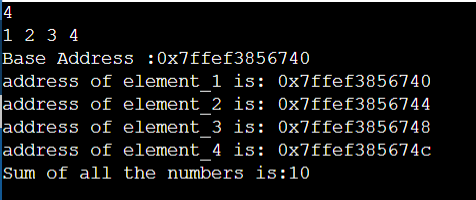 4
1 2 3 4
Base Address :0x7ffef3856740
address of element_1 is: 0x7ffef3856740
address of element_2 is: 0x7ffef3856744
address of element_3 is: 0x7ffef3856748
address of element_4 is: 0x7ffef385674c
Sum of all the numbers is:10